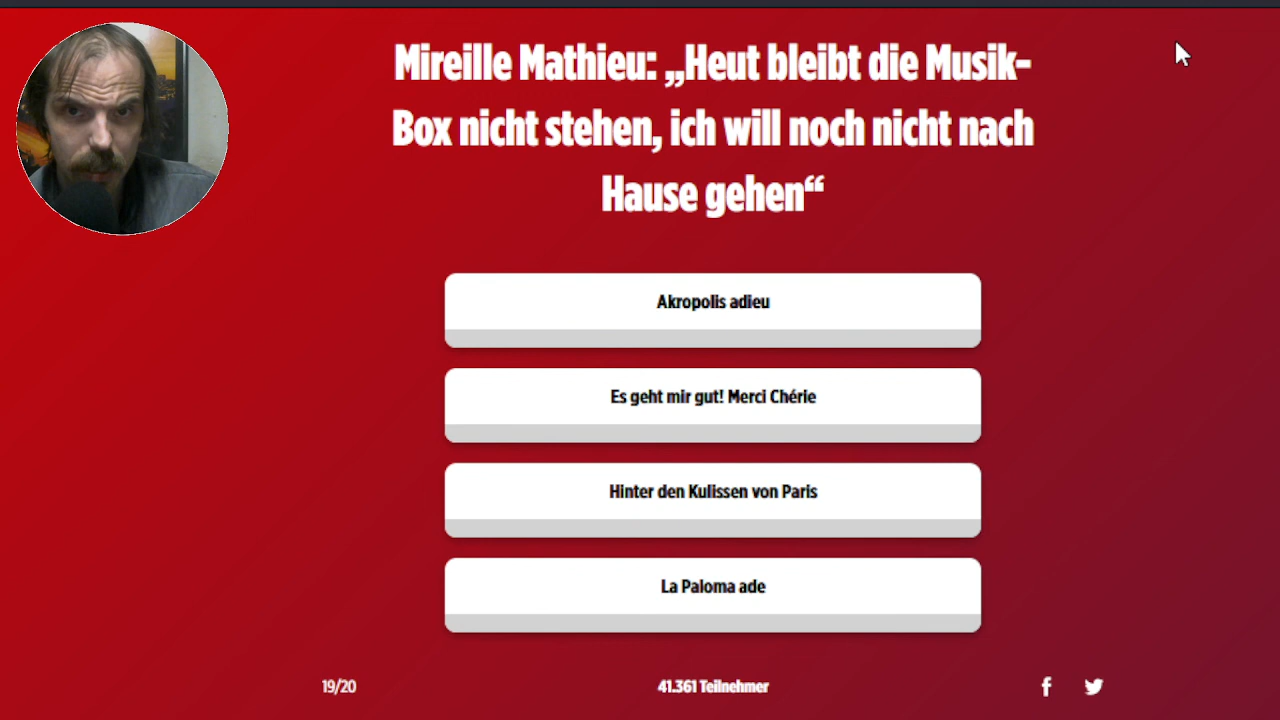 Mireille Mathieu: „Heut bleibt die Musik-
Box nicht stehen, ich will noch nicht nach
Hause gehen“
Akropolis adieu
Es geht mir gut! Merci Chérie
Hinter den Kulissen von Paris
La Paloma ade
19/20
41.361 Teilnehmer